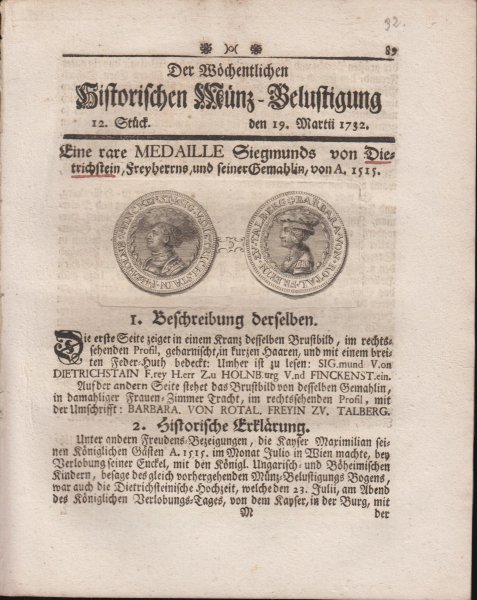 92.
89
Der Wöchentlichen
Historischen Münz-Belustigung
12. Stück. den 19. Martii 1732.
Eine rare MEDAILLE Siegmunds von Die-
trichstein, Freyherrns, und seiner Gemahlin, von A. 1515.
BARBARA VON ROTAL FREIIN ZV TALBERG
1. Beschreibung derselben.
Die erste Seite zeiget in einem Kranz desselben Brustbild, im rechts-
sehenden Profil, geharnischt, in kurzen Haaren, und mit einem brei-
ten Feder-Huth bedeckt: Umher ist zu lesen: SIG.mund V.on
DIETRICHSTAIN F.rey H.err Z.u HOLNB.urg V.nd FINCKENST.ein.
Auf der andern Seite stehet das Brustbild von desselben Gemahlin,
in damahliger Frauen-Zimmer Tracht, im rechtssehenden Profil, mit
der Umschrifft: BARBARA. VON ROTAL. FREYIN ZV. TALBERG.
2. Historische Erklärung.
Unter andern Freudens-Bezeigungen, die Kayser Maximilian sei-
nen Königlichen Gästen A. 1515. im Monat Julio in Wien machte, bey
Verlobung seiner Enckel, mit den Königl. Ungarisch- und Böheimischen
Kindern, besage des gleich vorhergehenden Münz-Belustigungs Bogens,
war auch die Dietrichsteinische Hochzeit, welche den 23. Julii, am Abend
des Königlichen Verlobungs-Tages, von dem Kayser, in der Burg, mit
M der